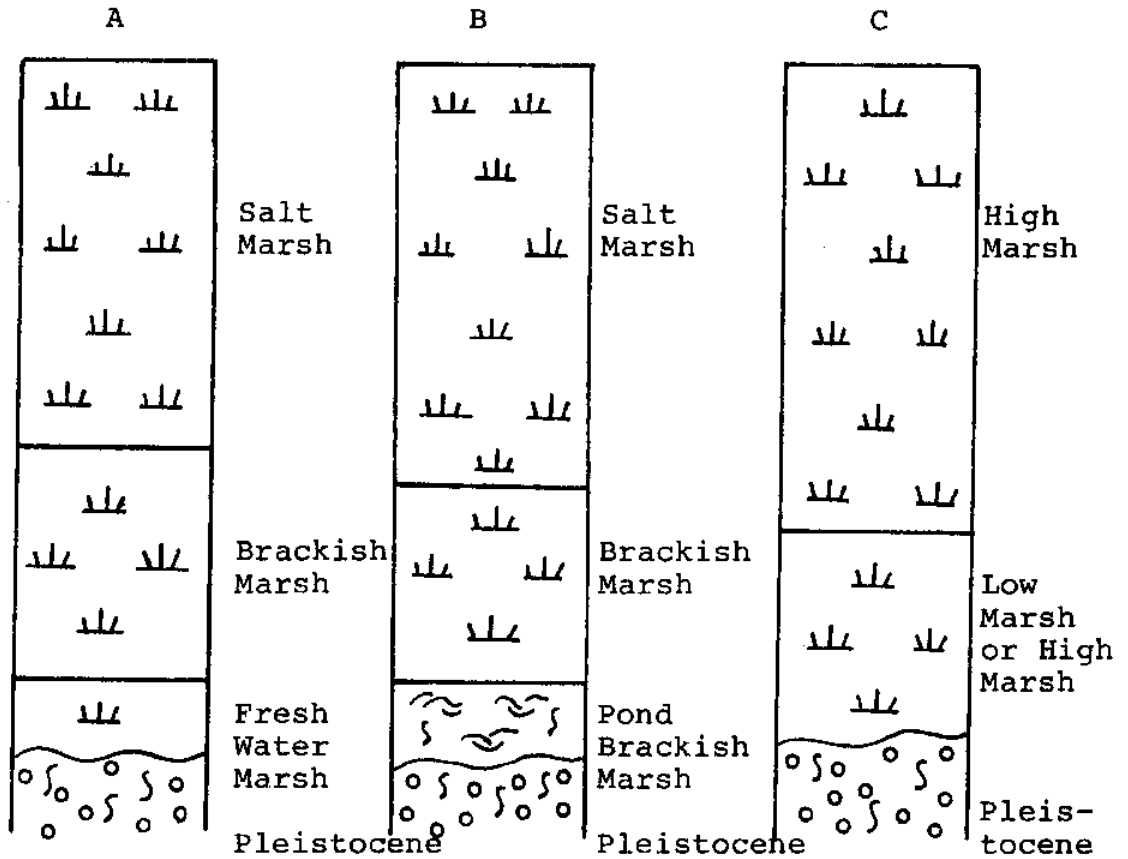 A
Salt
Marsh
Brackish
Marsh
Fresh
Water
Marsh
Pleistocene
B
Salt
Marsh
Brackish
Marsh
Pond
Brackish
Marsh
Pleistocene
C
High
Marsh
Low
Marsh
or High
Marsh
Pleis-
tocene